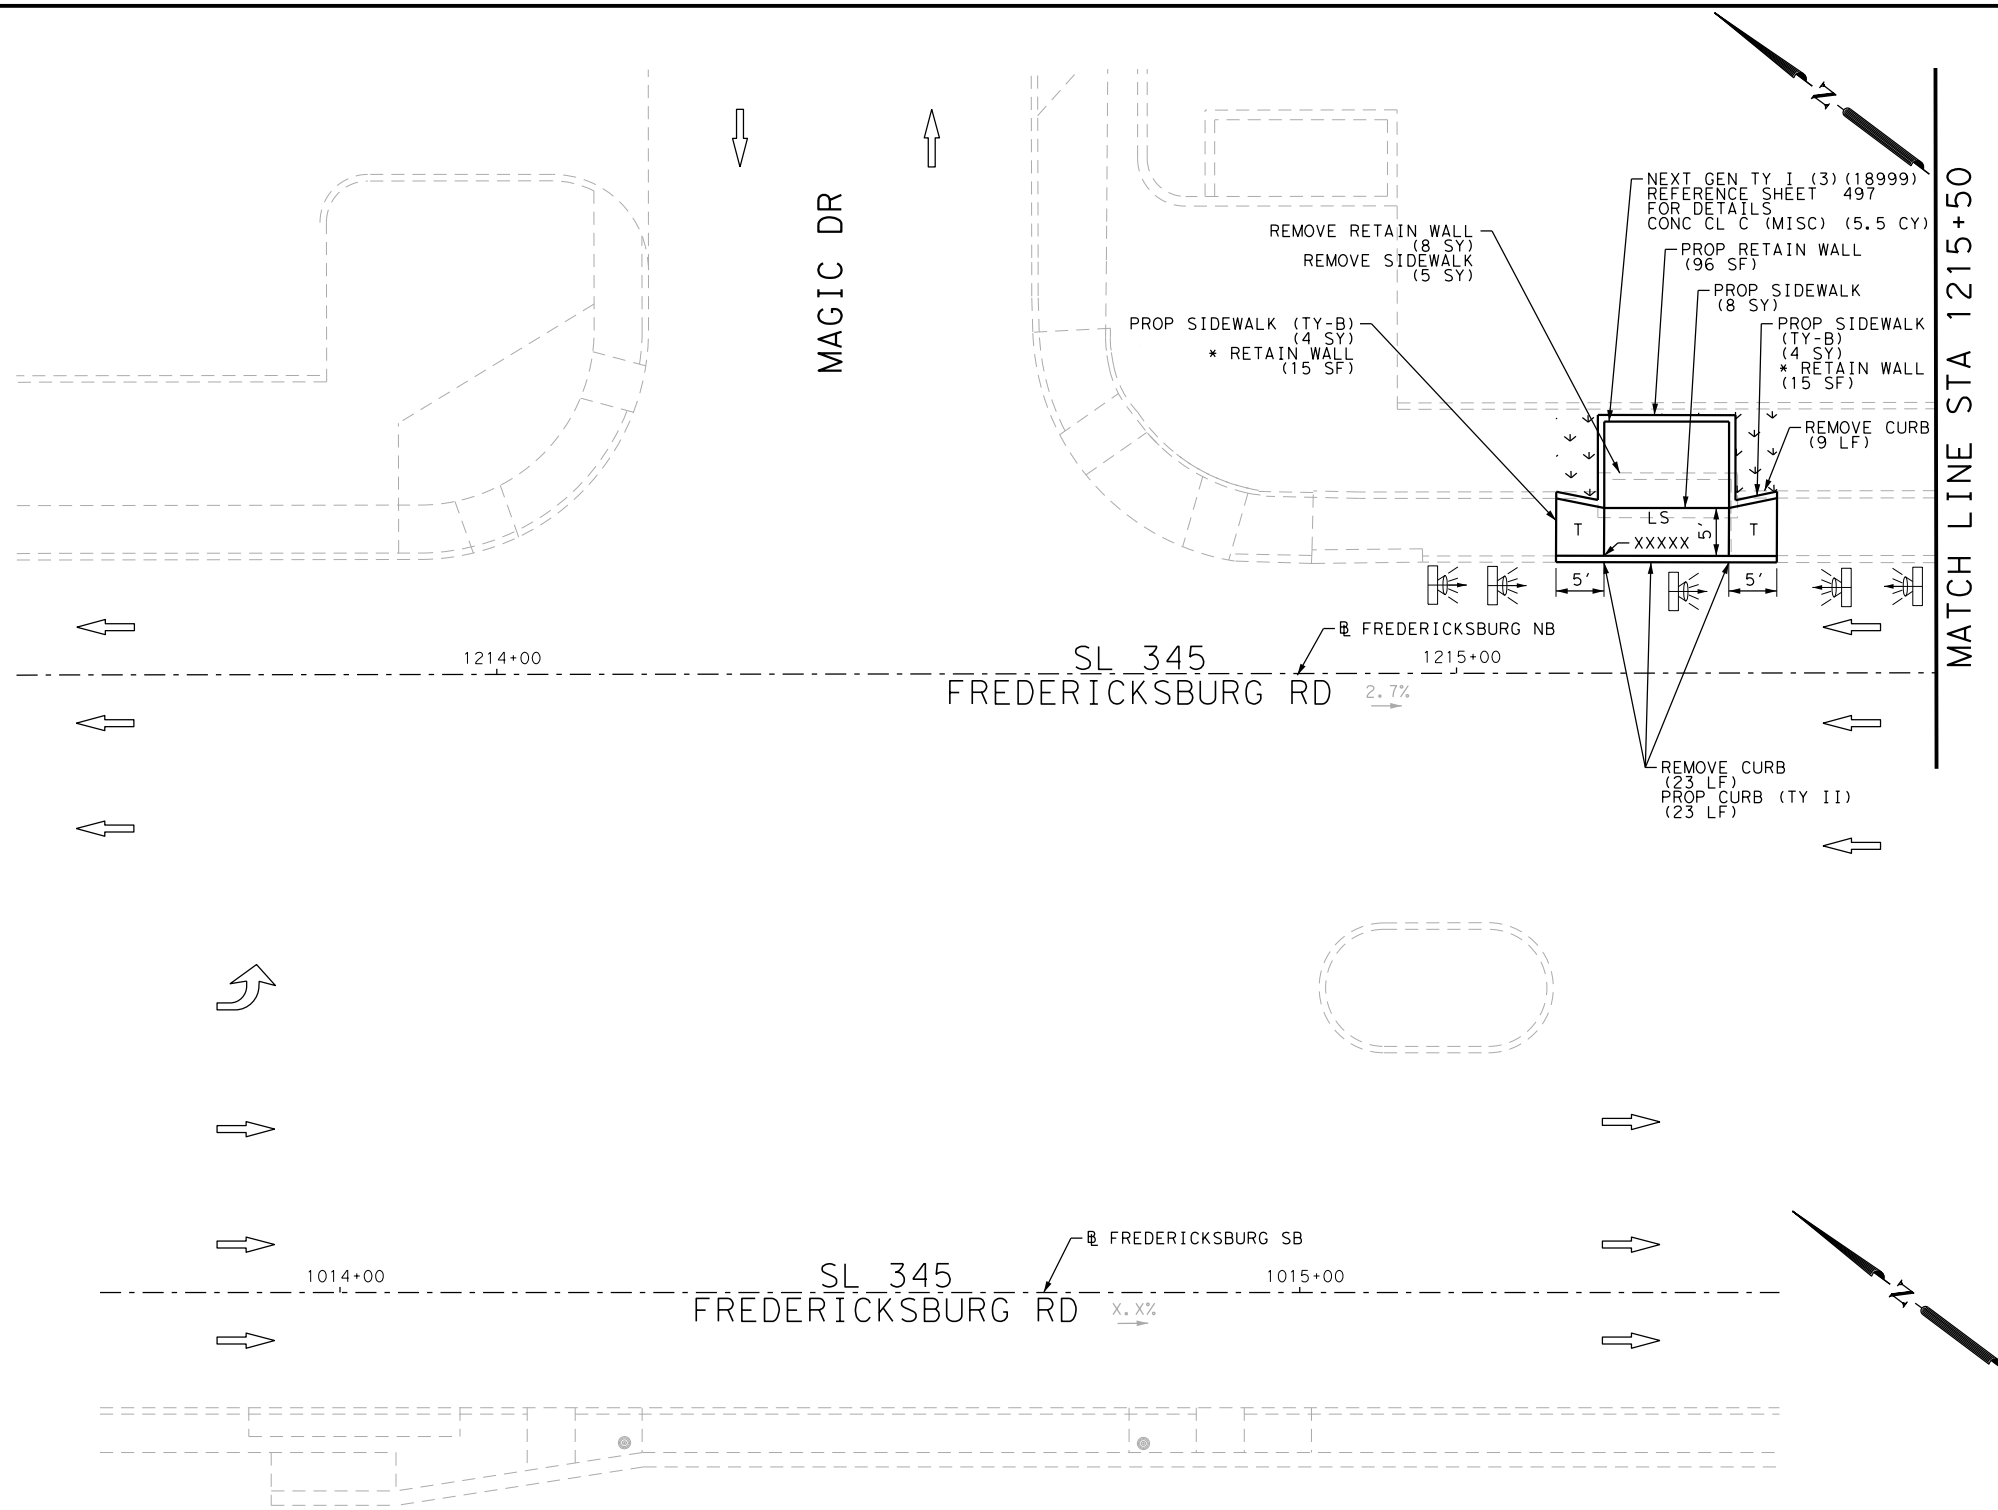 N
MAGIC DR
NEXT GEN TY I (3) (18999)
REFERENCE SHEET 497
FOR DETAILS
CONC CL C (MISC) (5.5 CY)
REMOVE RETAIN WALL
(8 SY)
REMOVE SIDEWALK
(5 SY)
PROP RETAIN WALL
(96 SF)
PROP SIDEWALK
(8 SY)
PROP SIDEWALK (TY-B)
(4 SY)
* RETAIN WALL
(15 SF)
PROP SIDEWALK
(TY-B)
(4 SY)
* RETAIN WALL
(15 SF)
REMOVE CURB
(9 LF)
MATCH LINE STA 1215+50
T
LS
5'
T
XXXXX
5'
5'
BL FREDERICKSBURG NB
1214+00
SL 345
1215+00
FREDERICKSBURG RD
2.7%
REMOVE CURB
(23 LF)
PROP CURB (TY II)
(23 LF)
BL FREDERICKSBURG SB
1014+00
SL 345
1015+00
FREDERICKSBURG RD
X.X%
N